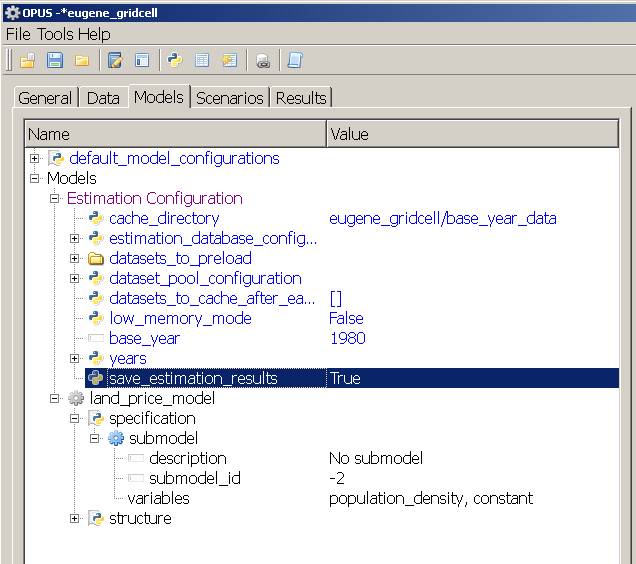 OPUS -*eugene_gridcell
File Tools Help
General Data Models Scenarios Results
Name Value
default_model_configurations
Models
Estimation Configuration
cache_directory eugene_gridcell/base_year_data
estimation_database_config...
datasets_to_preload
dataset_pool_configuration
datasets_to_cache_after_ea... []
low_memory_mode False
base_year 1980
years
save_estimation_results True
land_price_model
specification
submodel
description No submodel
submodel_id -2
variables population_density, constant
structure